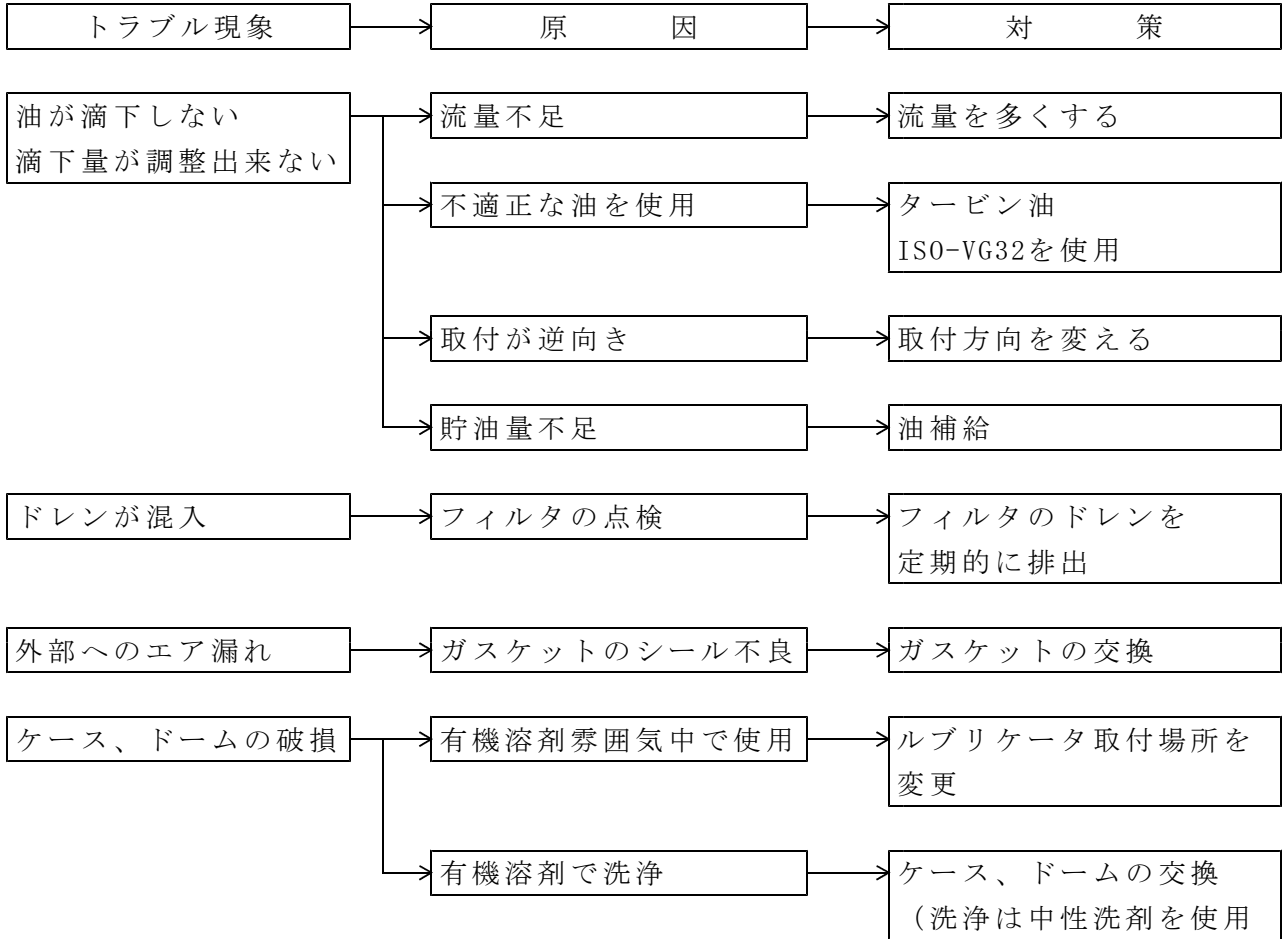 トラブル現象
原因
対策
油が滴下しない
滴下量が調整出来ない
流量不足
流量を多くする
不適正な油を使用
タービン油
ISO-VG32を使用
取付が逆向き
取付方向を変える
貯油量不足
油補給
ドレンが混入
フィルタの点検
フィルタのドレンを
定期的に排出
外部へのエア漏れ
ガスケットのシール不良
ガスケットの交換
ケース、ドームの破損
有機溶剤雰囲気中で使用
ルブリケータ取付場所を
変更
有機溶剤で洗浄
ケース、ドームの交換
(洗浄は中性洗剤を使用